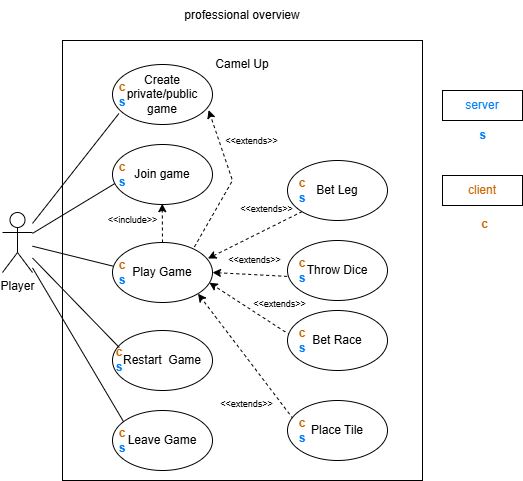 professional overview
Camel Up
server
s
client
c
Player
c
s
Create
private/public
game
<<extends>>
c
s
Join game
<<include>>
c
s
Bet Leg
<<extends>>
c
s
Play Game
<<extends>>
c
s
Throw Dice
<<extends>>
c
s
Bet Race
c
s
Restart Game
<<extends>>
c
s
Leave Game
c
s
Place Tile